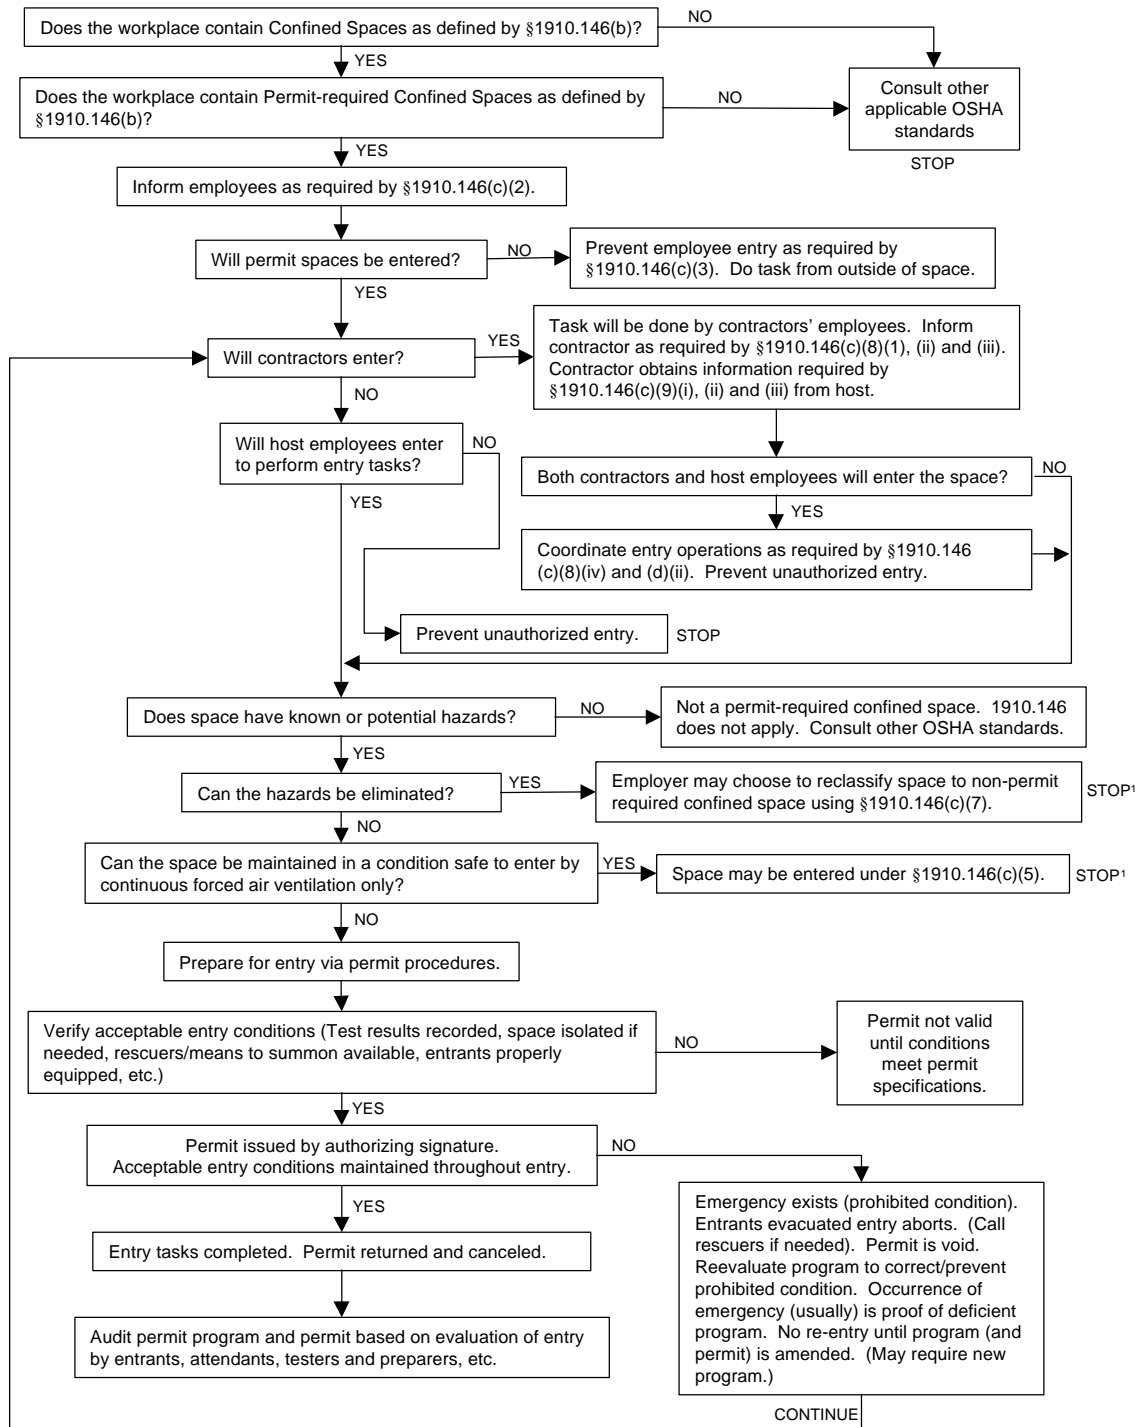 Does the workplace contain Confined Spaces as defined by §1910.146(b)?
NO
YES
Consult other
applicable OSHA
standards
STOP
Does the workplace contain Permit-required Confined Spaces as defined by
§1910.146(b)?
NO
YES
Inform employees as required by §1910.146(c)(2).
Will permit spaces be entered?
NO
Prevent employee entry as required by
§1910.146(c)(3). Do task from outside of space.
YES
Will contractors enter?
YES
Task will be done by contractors’ employees. Inform
contractor as required by §1910.146(c)(8)(1), (ii) and (iii).
Contractor obtains information required by
§1910.146(c)(9)(i), (ii) and (iii) from host.
NO
Will host employees enter
to perform entry tasks?
NO
YES
Both contractors and host employees will enter the space?
NO
YES
Coordinate entry operations as required by §1910.146
(c)(8)(iv) and (d)(ii). Prevent unauthorized entry.
Prevent unauthorized entry.
STOP
Does space have known or potential hazards?
NO
Not a permit-required confined space. 1910.146
does not apply. Consult other OSHA standards.
YES
Can the hazards be eliminated?
YES
Employer may choose to reclassify space to non-permit
required confined space using §1910.146(c)(7).
STOP¹
NO
Can the space be maintained in a condition safe to enter by
continuous forced air ventilation only?
YES
Space may be entered under §1910.146(c)(5).
STOP¹
NO
Prepare for entry via permit procedures.
Verify acceptable entry conditions (Test results recorded, space isolated if
needed, rescuers/means to summon available, entrants properly
equipped, etc.)
NO
Permit not valid
until conditions
meet permit
specifications.
YES
Permit issued by authorizing signature.
Acceptable entry conditions maintained throughout entry.
NO
YES
Emergency exists (prohibited condition).
Entrants evacuated entry aborts. (Call
rescuers if needed). Permit is void.
Reevaluate program to correct/prevent
prohibited condition. Occurrence of
emergency (usually) is proof of deficient
program. No re-entry until program (and
permit) is amended. (May require new
program.)
Entry tasks completed. Permit returned and canceled.
Audit permit program and permit based on evaluation of entry
by entrants, attendants, testers and preparers, etc.
CONTINUE